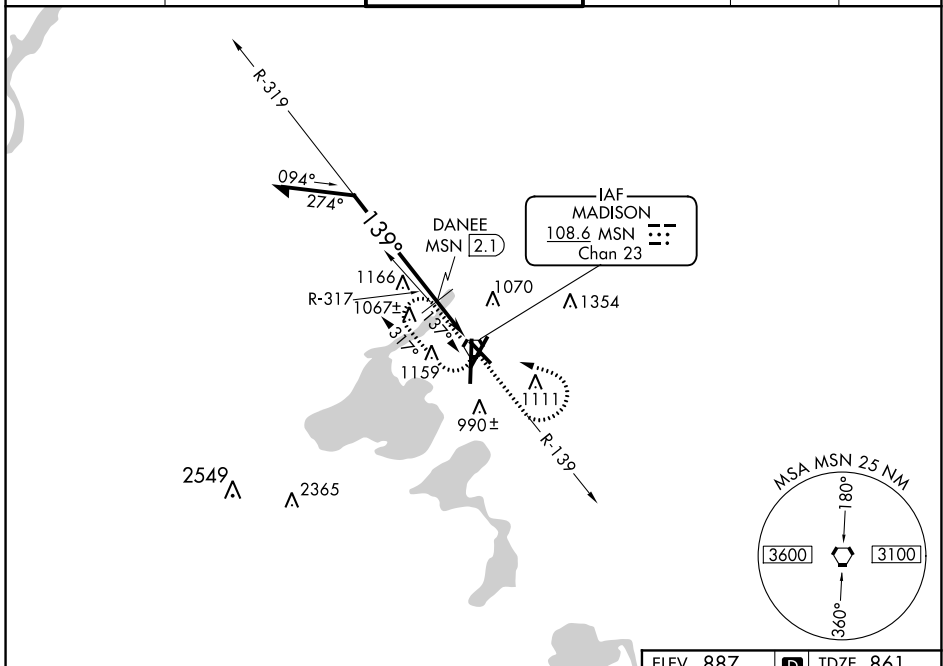 R-319
094°
274°
139°
DANEE
MSN 2.1
IAF
MADISON
108.6 MSN
Chan 23
1166
R-317
1067±
137°
317°
1159
1070
1354
1111
990±
R-139
2549
2365
MSA MSN 25 NM
180°
3600
3100
360°
ELEV 887
D
TDZE 861